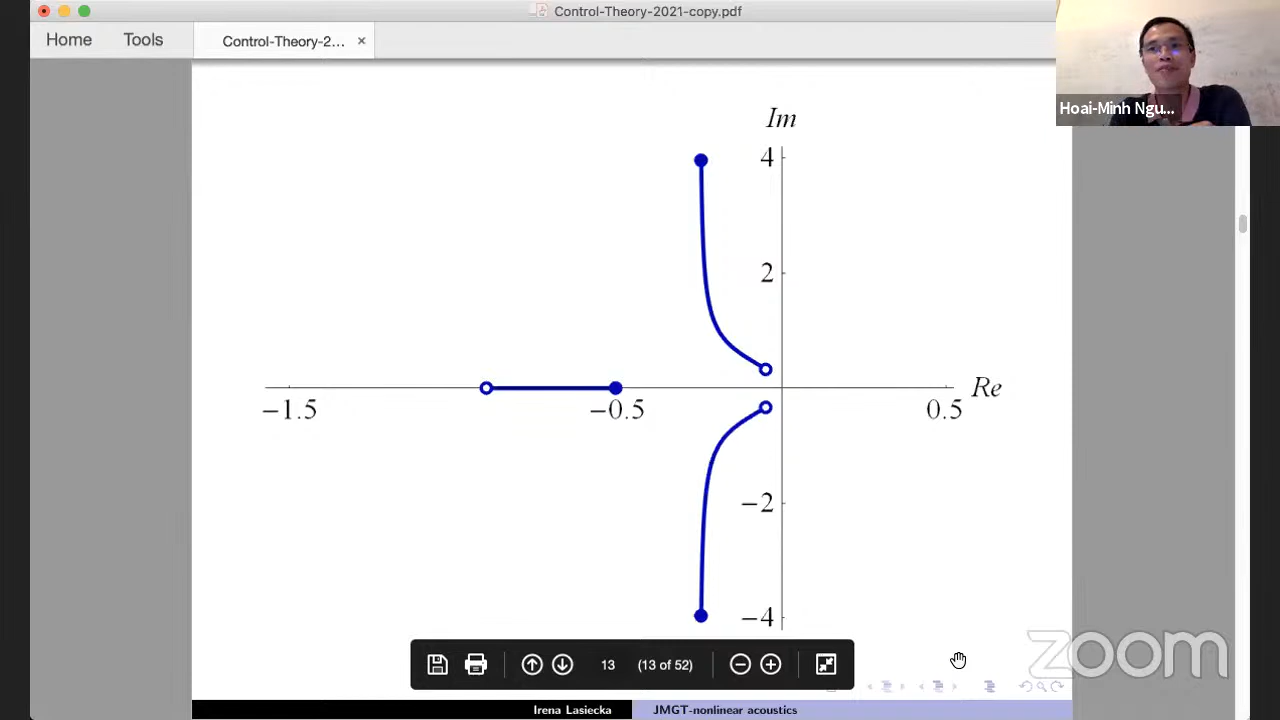 Control-Theory-2021-copy.pdf
Home
Tools
Control-Theory-2... ×
Hoai-Minh Ngu...
Im
4
2
−1.5
−0.5
0.5
Re
−2
−4
13
(13 of 52)
zoom
Irena Lasiecka
JMGT-nonlinear acoustics